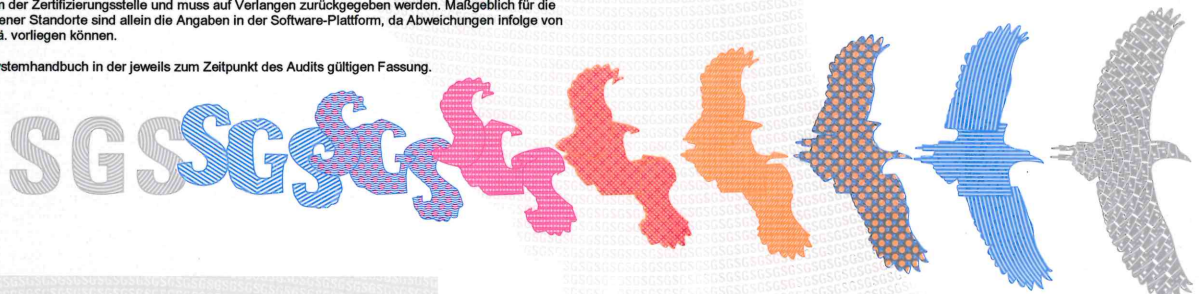 n der Zertifizierungsstelle und muss auf Verlangen zurückgegeben werden. Maßgeblich für die
ener Standorte sind allein die Angaben in der Software-Plattform, da Abweichungen infolge von
ä. vorliegen können.
stemhandbuch in der jeweils zum Zeitpunkt des Audits gültigen Fassung.
SGS SGS SGS